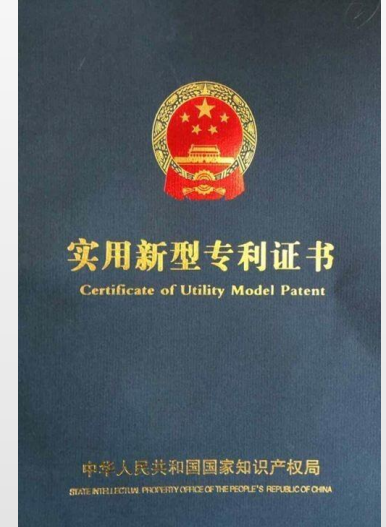 实用新型专利证书
Certificate of Utility Model Patent
中华人民共和国国家知识产权局
STATE INTELLECTUAL PROPERTY OFFICE OF THE PEOPLE'S REPUBLIC OF CHINA